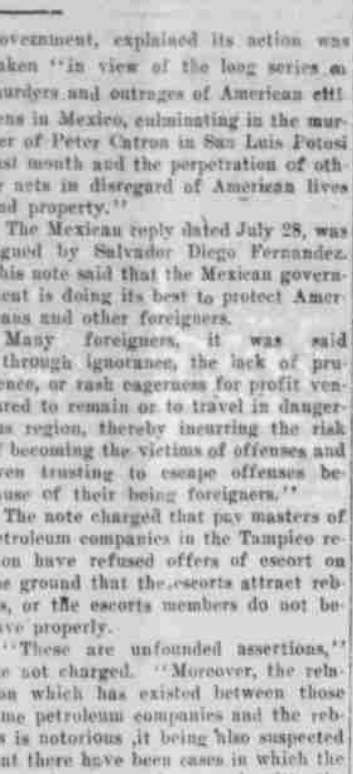 overnment, explained its action was
aken "in view of the long series on
urders and outrages of American citi
ens in Mexico, culminating in the mur-
er of Peter Catron in San Luis Potosi
ast month and the perpetration of oth-
r acts in disregard of American lives
nd property."
The Mexican reply dated July 28, was
igned by Salvador Diego Fernandez.
his note said that the Mexican govern-
ent is doing its best to protect Amer-
ans and other foreigners.
Many foreigners, it was said
through ignorance, the lack of pru-
ence, or rash eagerness for profit ven-
ured to remain or to travel in danger-
us region, thereby incurring the risk
f becoming the victims of offenses and
ven trusting to escape offenses be-
ause of their being foreigners."
The note charged that pay masters of
etroleum companies in the Tampico re-
ion have refused offers of escort on
he ground that the escorts attract reb-
s, or the escorts members do not be-
ave properly.
"These are unfounded assertions,"
e not charged. "Moreover, the rela-
on which has existed between those
me petroleum companies and the reb-
s is notorious ,it being also suspected
at there have been cases in which the